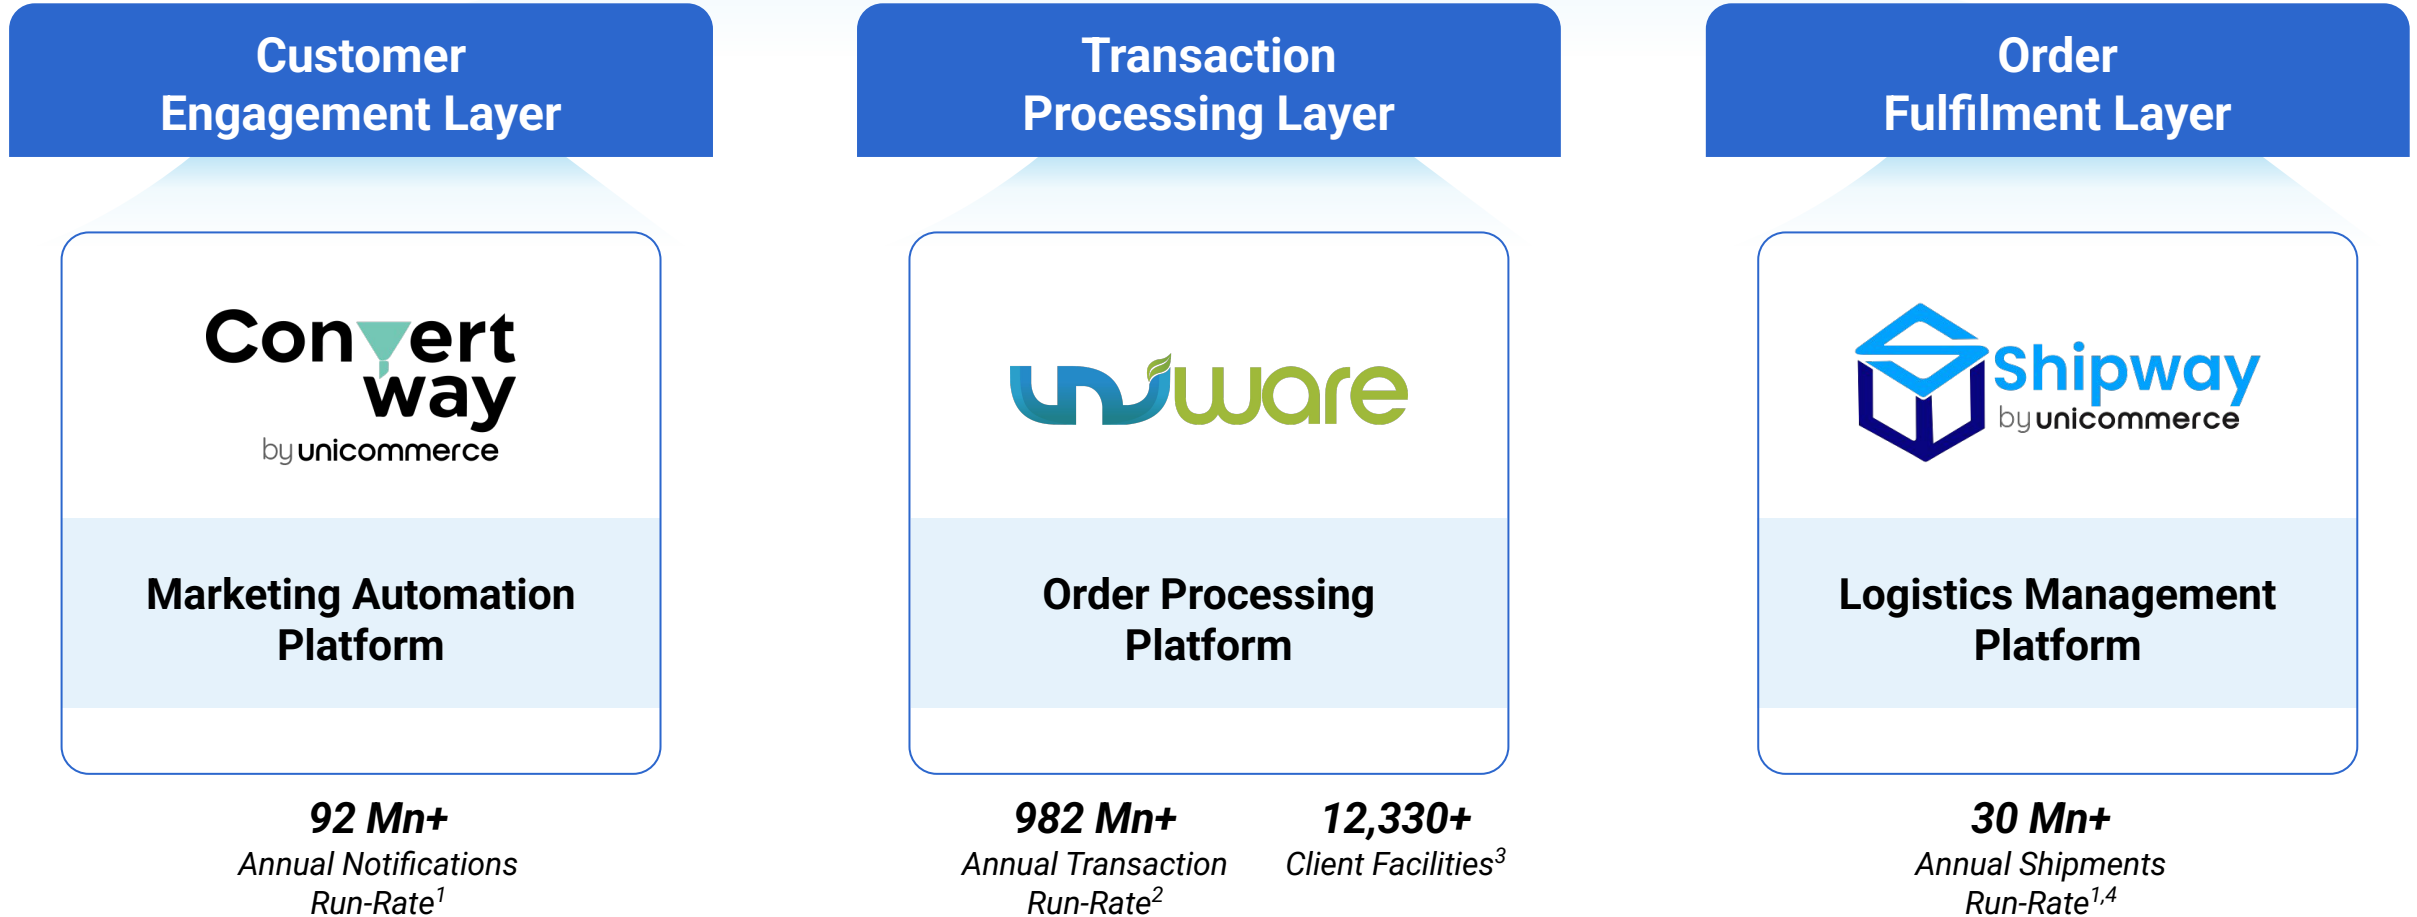 Customer
Engagement Layer
Convert
way
by unicommerce
Marketing Automation
Platform
92 Mn+
Annual Notifications
Run-Rate1
Transaction
Processing Layer
uniware
Order Processing
Platform
982 Mn+
Annual Transaction
Run-Rate2
12,330+
Client Facilities3
Order
Fulfilment Layer
Shipway
by unicommerce
Logistics Management
Platform
30 Mn+
Annual Shipments
Run-Rate1,4